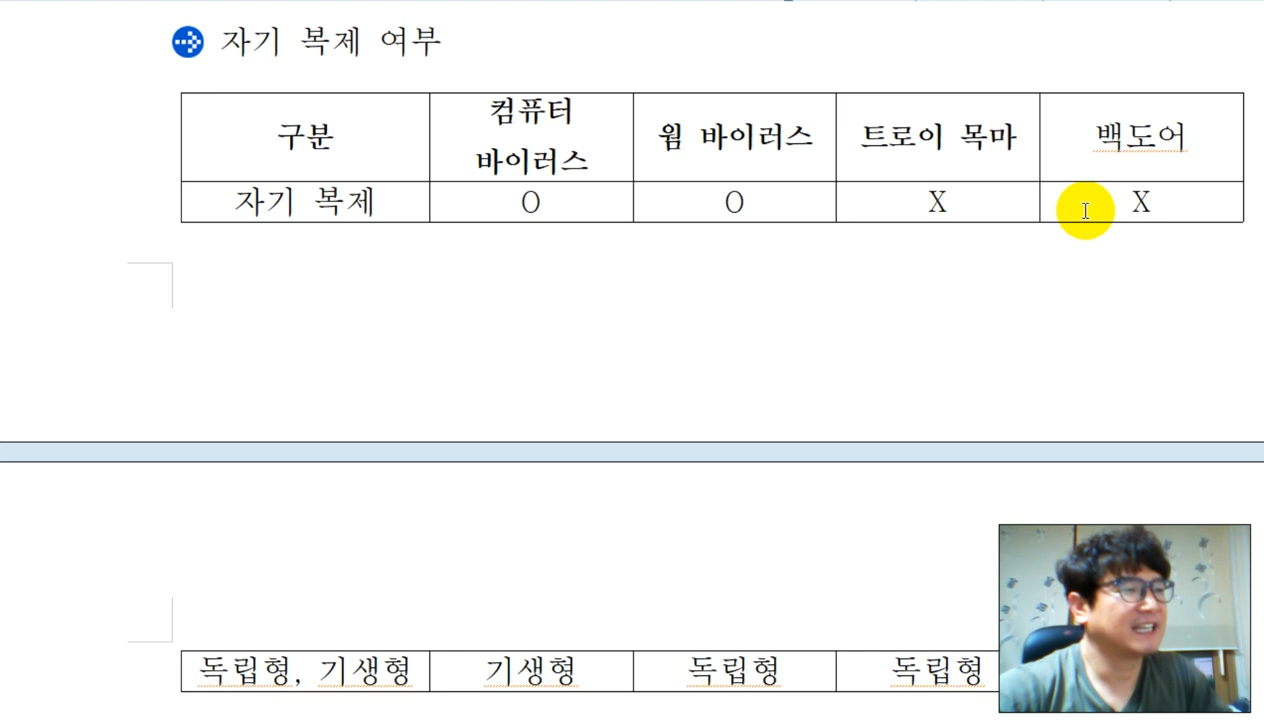 자기 복제 여부
구분 컴퓨터 바이러스 웜 바이러스 트로이 목마 백도어
자기 복제 O O X X
독립형, 기생형 기생형 독립형 독립형